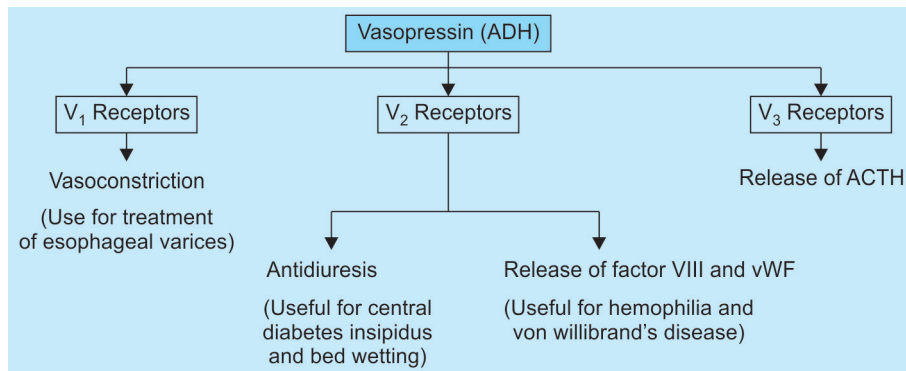 Vasopressin (ADH)
V₁ Receptors
V₂ Receptors
V₃ Receptors
Vasoconstriction
(Use for treatment
of esophageal varices)
Release of ACTH
Antidiuresis
(Useful for central
diabetes insipidus
and bed wetting)
Release of factor VIII and vWF
(Useful for hemophilia and
von willibrand's disease)